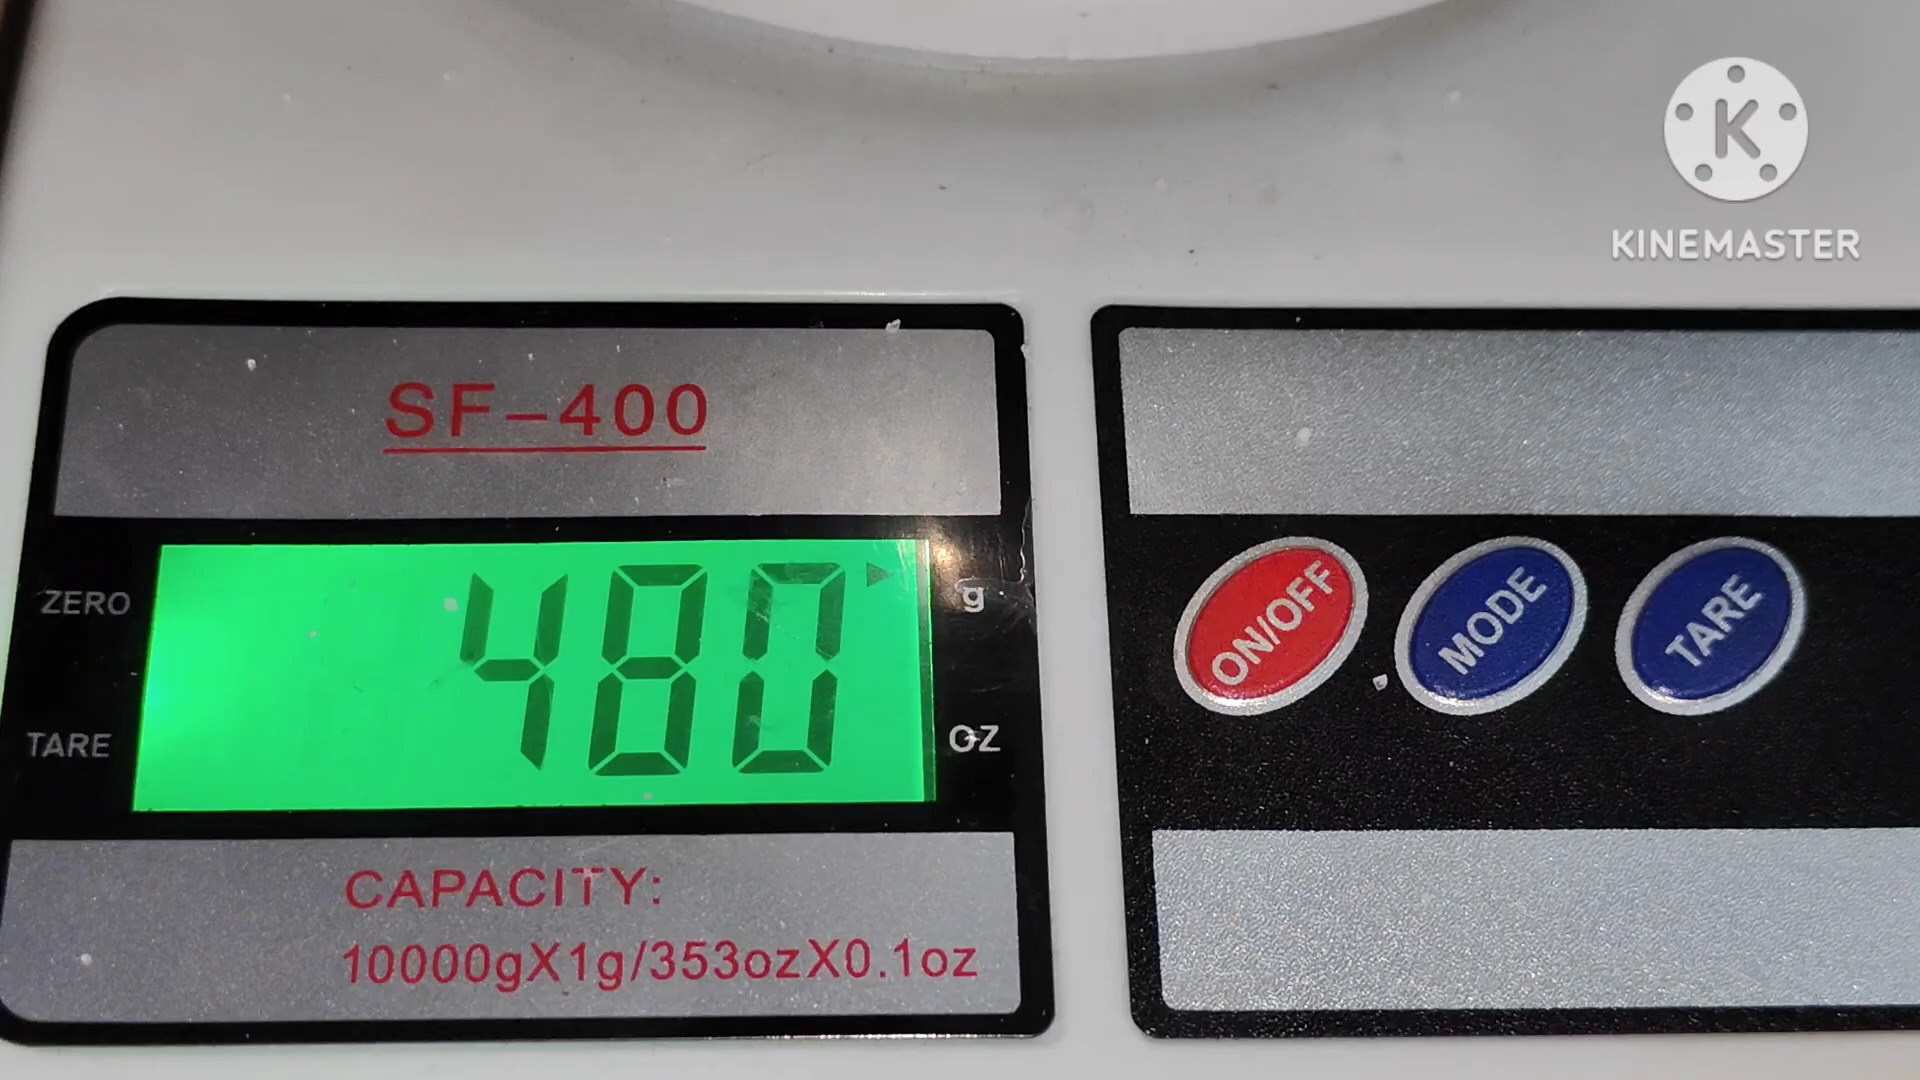 K
KINEMASTER
SF-400
ZERO
480
g
TARE
OZ
CAPACITY:
10000gX1g/353ozX0.1oz
ON/OFF
MODE
TARE